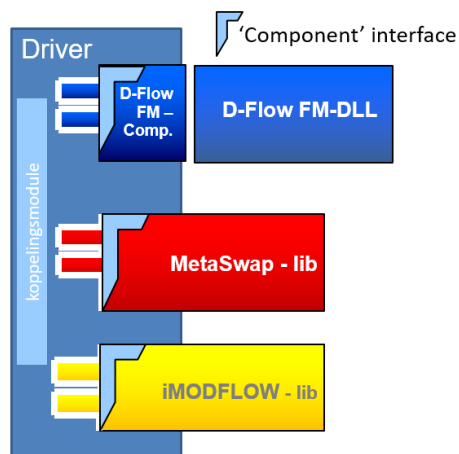 'Component' interface
Driver
D-Flow
FM –
Comp.
D-Flow FM-DLL
koppelingsmodule
MetaSwap - lib
iMODFLOW - lib